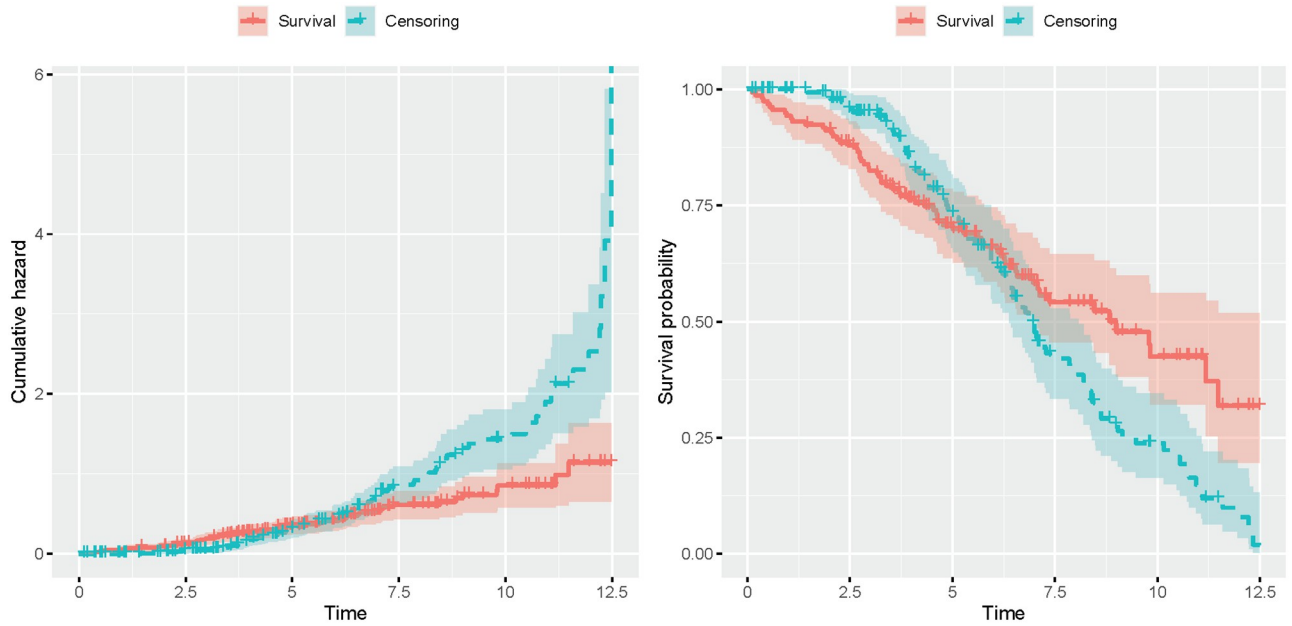 Survival Censoring
Cumulative hazard
6
4
2
0
0 2.5 5 7.5 10 12.5
Time
Survival Censoring
Survival probability
1.00
0.75
0.50
0.25
0.00
0 2.5 5 7.5 10 12.5
Time